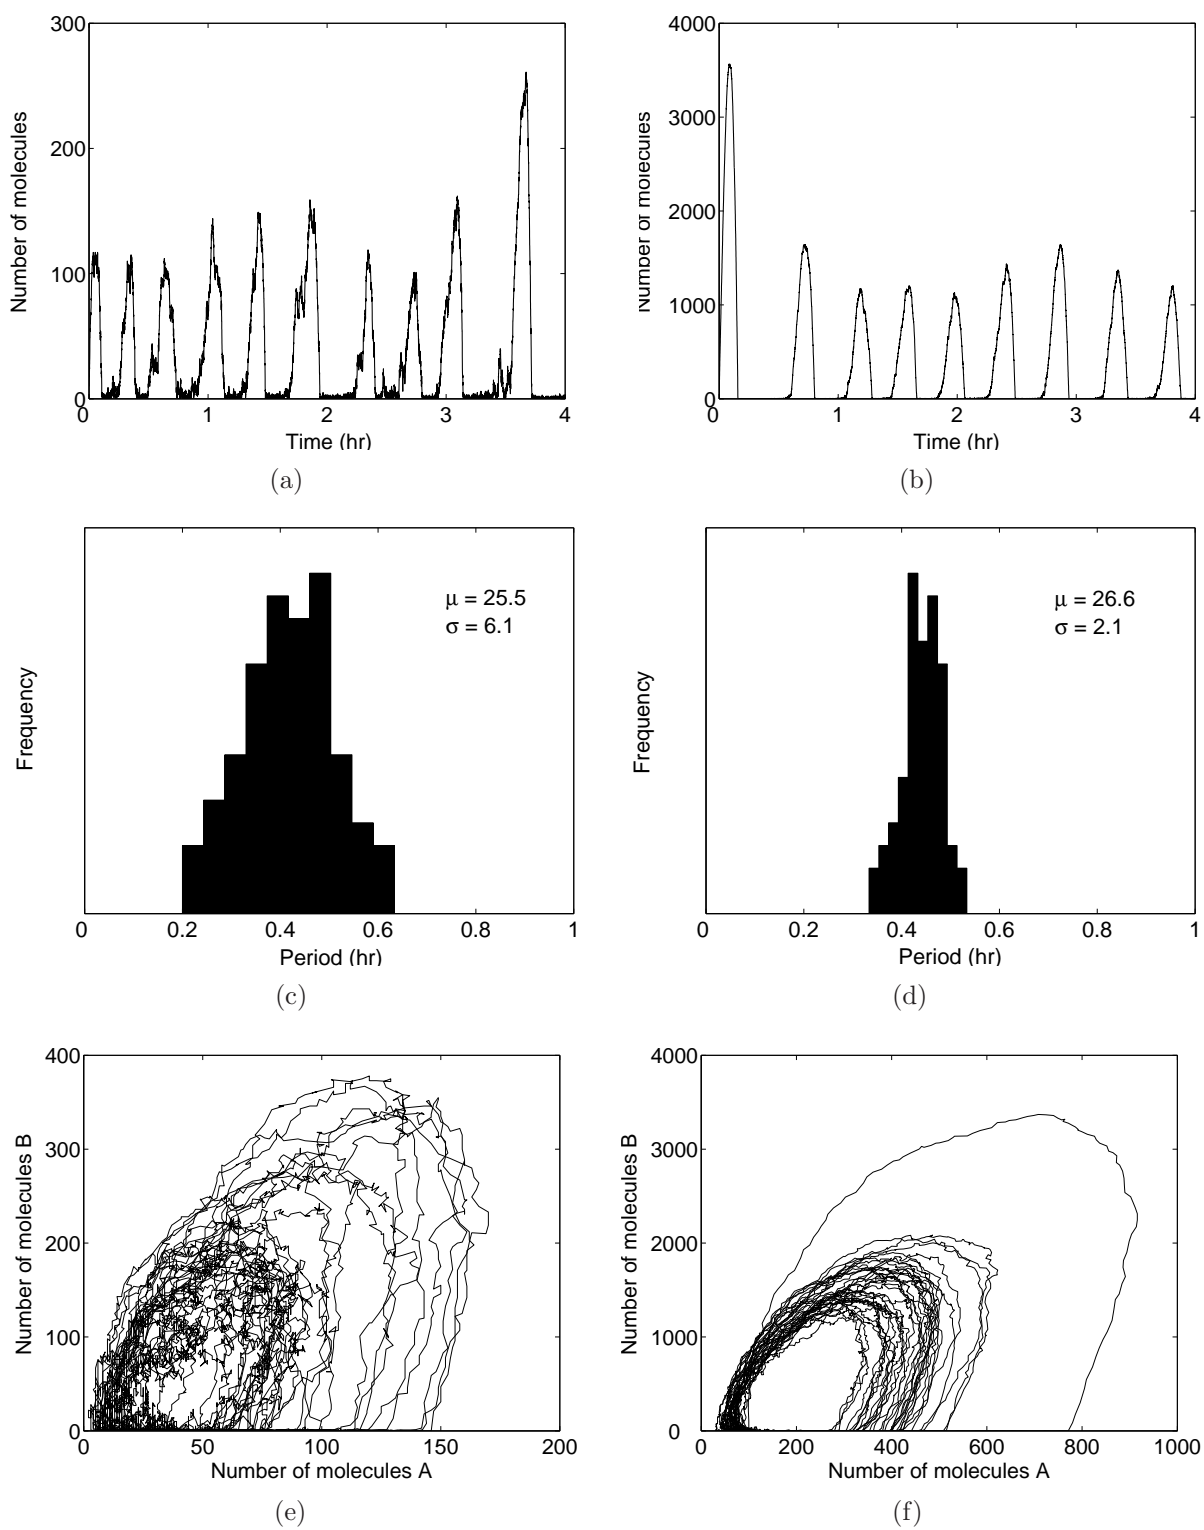 300
200
100
0
0 1 2 3 4
Number of molecules
Time (hr)
(a)
4000
3000
2000
1000
0
0 1 2 3 4
Number of molecules
Time (hr)
(b)
μ = 25.5
σ = 6.1
Frequency
0 0.2 0.4 0.6 0.8 1
Period (hr)
(c)
μ = 26.6
σ = 2.1
Frequency
0 0.2 0.4 0.6 0.8 1
Period (hr)
(d)
400
300
200
100
0
0 50 100 150 200
Number of molecules B
Number of molecules A
(e)
4000
3000
2000
1000
0
0 200 400 600 800 1000
Number of molecules B
Number of molecules A
(f)